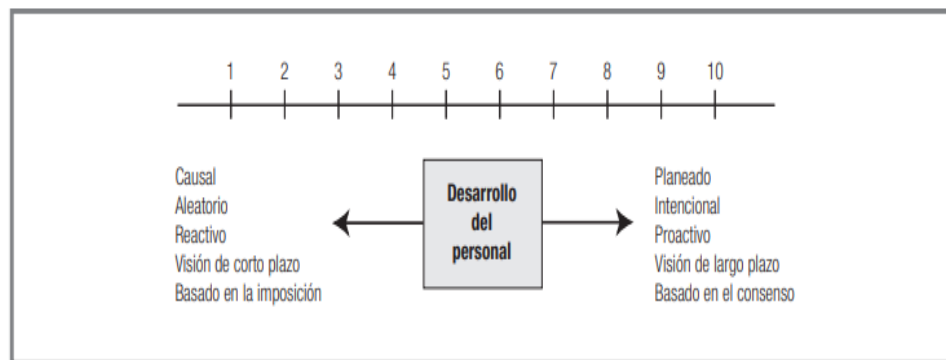 1 2 3 4 5 6 7 8 9 10
Causal
Aleatorio
Reactivo
Visión de corto plazo
Basado en la imposición
Desarrollo
del
personal
Planeado
Intencional
Proactivo
Visión de largo plazo
Basado en el consenso